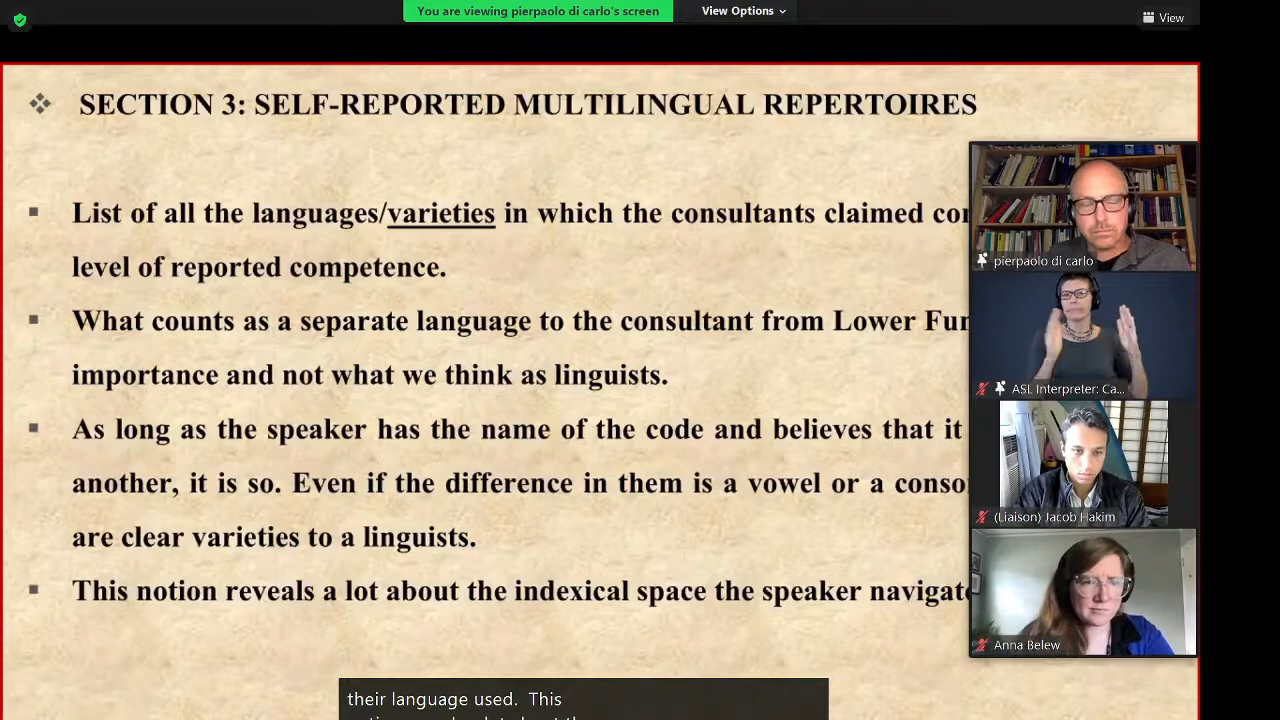 You are viewing pierpaolo di carlo's screen
View Options
View
SECTION 3: SELF-REPORTED MULTILINGUAL REPERTOIRES
List of all the languages/varieties in which the consultants claimed
level of reported competence.
What counts as a separate language to the consultant from Lower
importance and not what we think as linguists.
As long as the speaker has the name of the code and believes that it
another, it is so. Even if the difference in them is a vowel or a
are clear varieties to a linguists.
This notion reveals a lot about the indexical space the speaker
pierpaolo di carlo
ASL Interpreter: Ca...
(Liaison) Jacob Hakim
Anna Belew
their language used. This